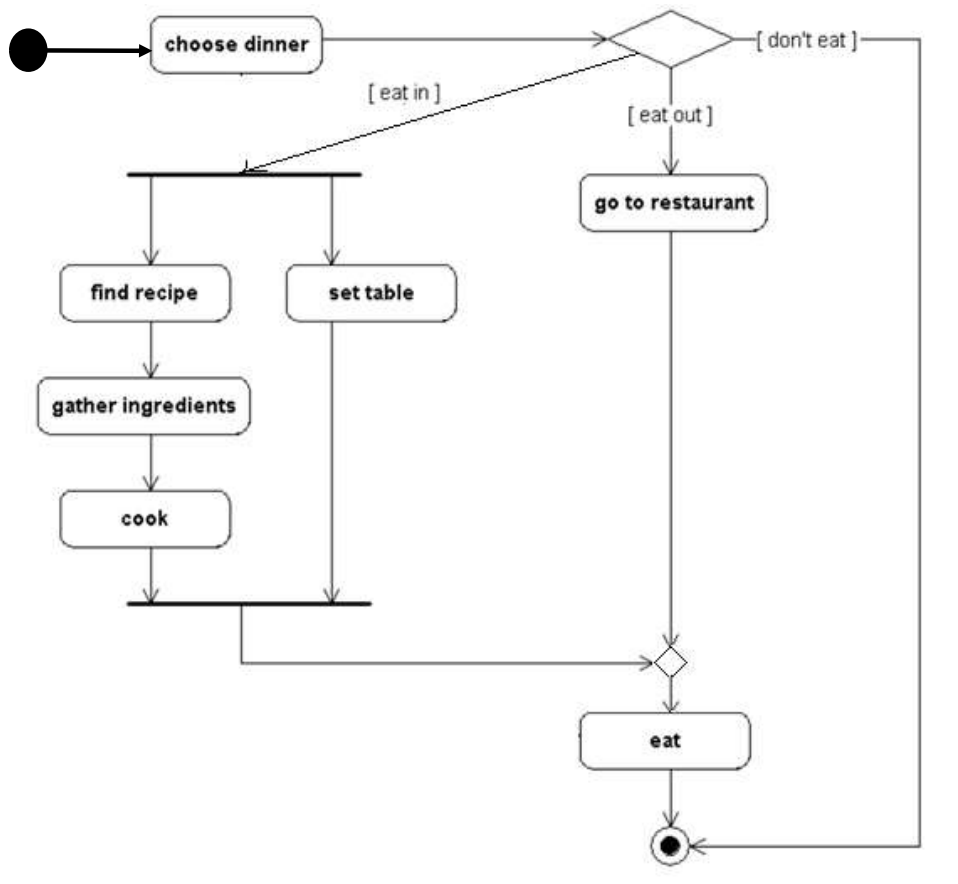 choose dinner
[ don't eat ]
[ eat in ]
[ eat out ]
go to restaurant
find recipe
set table
gather ingredients
cook
eat